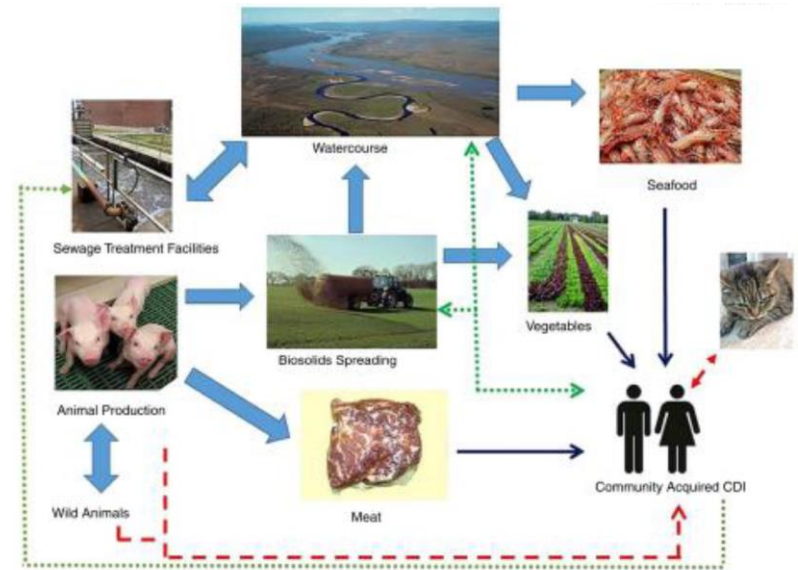 Watercourse
Seafood
Sewage Treatment Facilities
Vegetables
Biosolids Spreading
Animal Production
Community Acquired CDI
Wild Animals
Meat